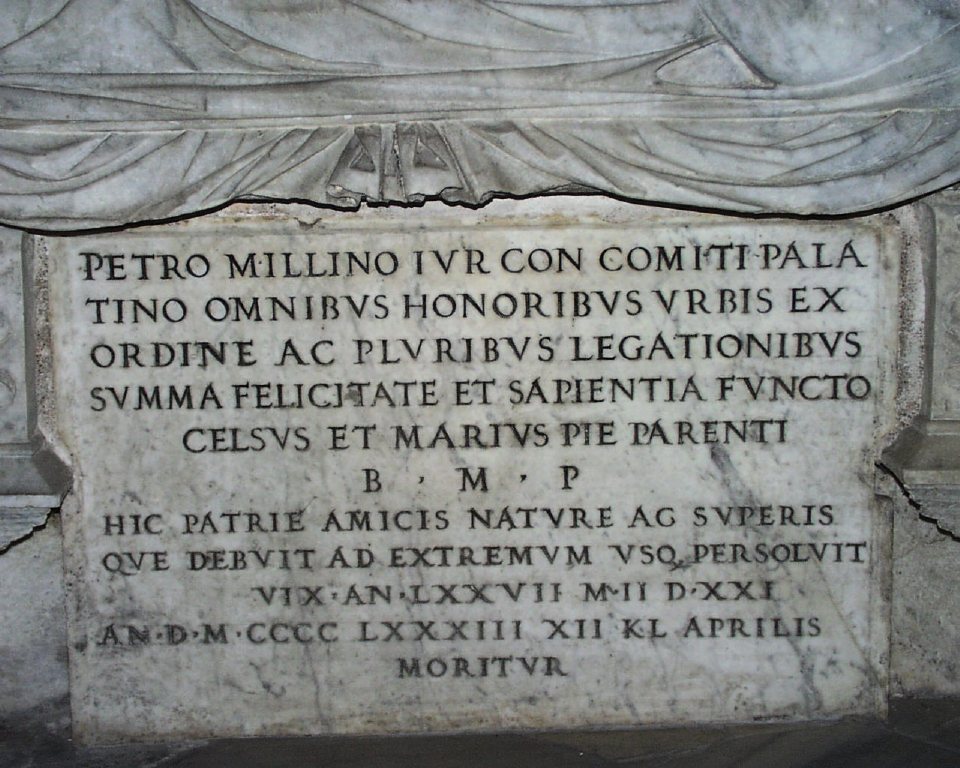 PETRO MILLINO IVR CON COMITI PALA
TINO OMNIBVS HONORIBVS VRBIS EX
ORDINE AC PLVRIBVS LEGATIONIBVS
SVMMA FELICITATE ET SAPIENTIA FVNCTO
CELSVS ET MARIVS PIE PARENTI
B · M · P
HIC PATRIE AMICIS NATVRE AC SVPERIS
QVE DEBVIT AD EXTREMVM VSQ PERSOLVIT
VIX·AN·LXXVII M·II D·XXI
AN·D·M·CCCC LXXXIII XII KL APRILIS
MORITVR